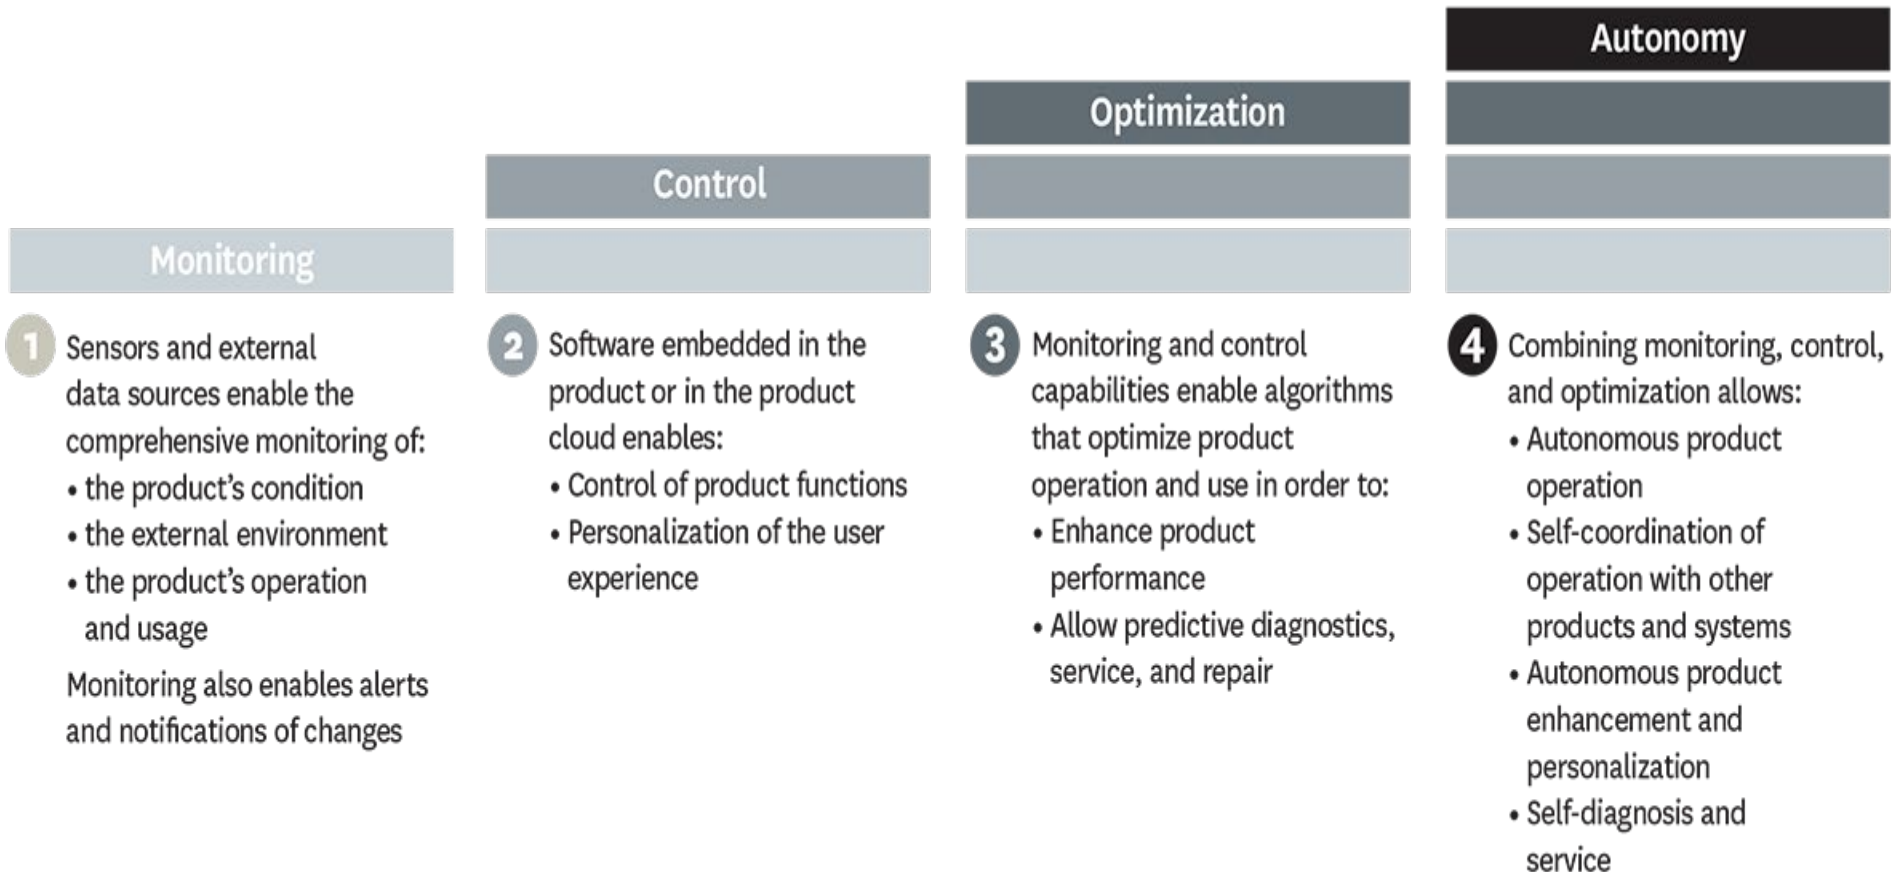 Monitoring
1
Sensors and external
data sources enable the
comprehensive monitoring of:
• the product’s condition
• the external environment
• the product’s operation
and usage
Monitoring also enables alerts
and notifications of changes
Control
2
Software embedded in the
product or in the product
cloud enables:
• Control of product functions
• Personalization of the user
experience
Optimization
3
Monitoring and control
capabilities enable algorithms
that optimize product
operation and use in order to:
• Enhance product
performance
• Allow predictive diagnostics,
service, and repair
Autonomy
4
Combining monitoring, control,
and optimization allows:
• Autonomous product
operation
• Self-coordination of
operation with other
products and systems
• Autonomous product
enhancement and
personalization
• Self-diagnosis and
service